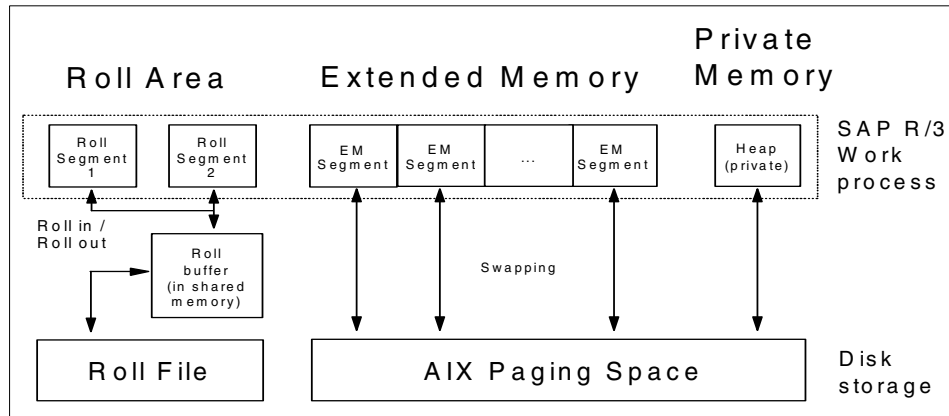 Roll Area
Extended Memory
Private
Memory
Roll
Segment
1
Roll
Segment
2
EM
Segment
EM
Segment
...
EM
Segment
Heap
(private)
SAP R/3
Work
process
Roll in /
Roll out
Roll
buffer
(in shared
memory)
Swapping
Roll File
AIX Paging Space
Disk
storage